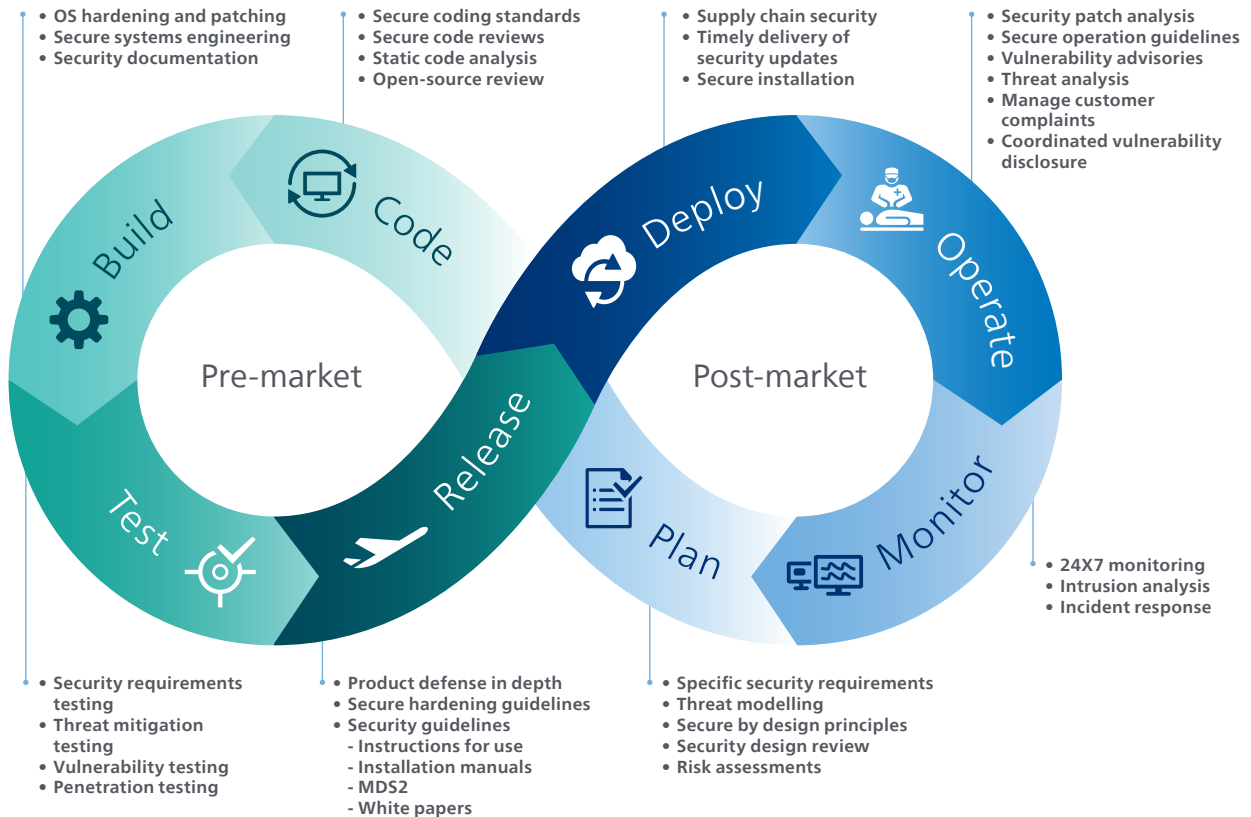 • OS hardening and patching
• Secure systems engineering
• Security documentation
• Secure coding standards
• Secure code reviews
• Static code analysis
• Open-source review
• Supply chain security
• Timely delivery of
security updates
• Secure installation
• Security patch analysis
• Secure operation guidelines
• Vulnerability advisories
• Threat analysis
• Manage customer
complaints
• Coordinated vulnerability
disclosure
Build
Code
Deploy
Operate
Pre-market
Post-market
Test
Release
Plan
Monitor
• 24X7 monitoring
• Intrusion analysis
• Incident response
• Security requirements
testing
• Threat mitigation
testing
• Vulnerability testing
• Penetration testing
• Product defense in depth
• Secure hardening guidelines
• Security guidelines
- Instructions for use
- Installation manuals
- MDS2
- White papers
• Specific security requirements
• Threat modelling
• Secure by design principles
• Security design review
• Risk assessments